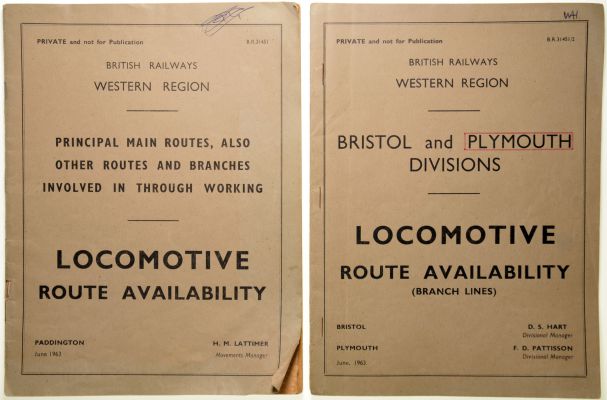 PRIVATE and not for Publication B.R.31451
BRITISH RAILWAYS
WESTERN REGION
PRINCIPAL MAIN ROUTES, ALSO
OTHER ROUTES AND BRANCHES
INVOLVED IN THROUGH WORKING
LOCOMOTIVE
ROUTE AVAILABILITY
PADDINGTON H. M. LATTIMER
June 1963 Movements Manager
PRIVATE and not for Publication B.R.31451/2
BRITISH RAILWAYS
WESTERN REGION
BRISTOL and PLYMOUTH
DIVISIONS
LOCOMOTIVE
ROUTE AVAILABILITY
(BRANCH LINES)
BRISTOL D. S. HART
Divisional Manager
PLYMOUTH F. D. PATTISSON
June, 1963 Divisional Manager